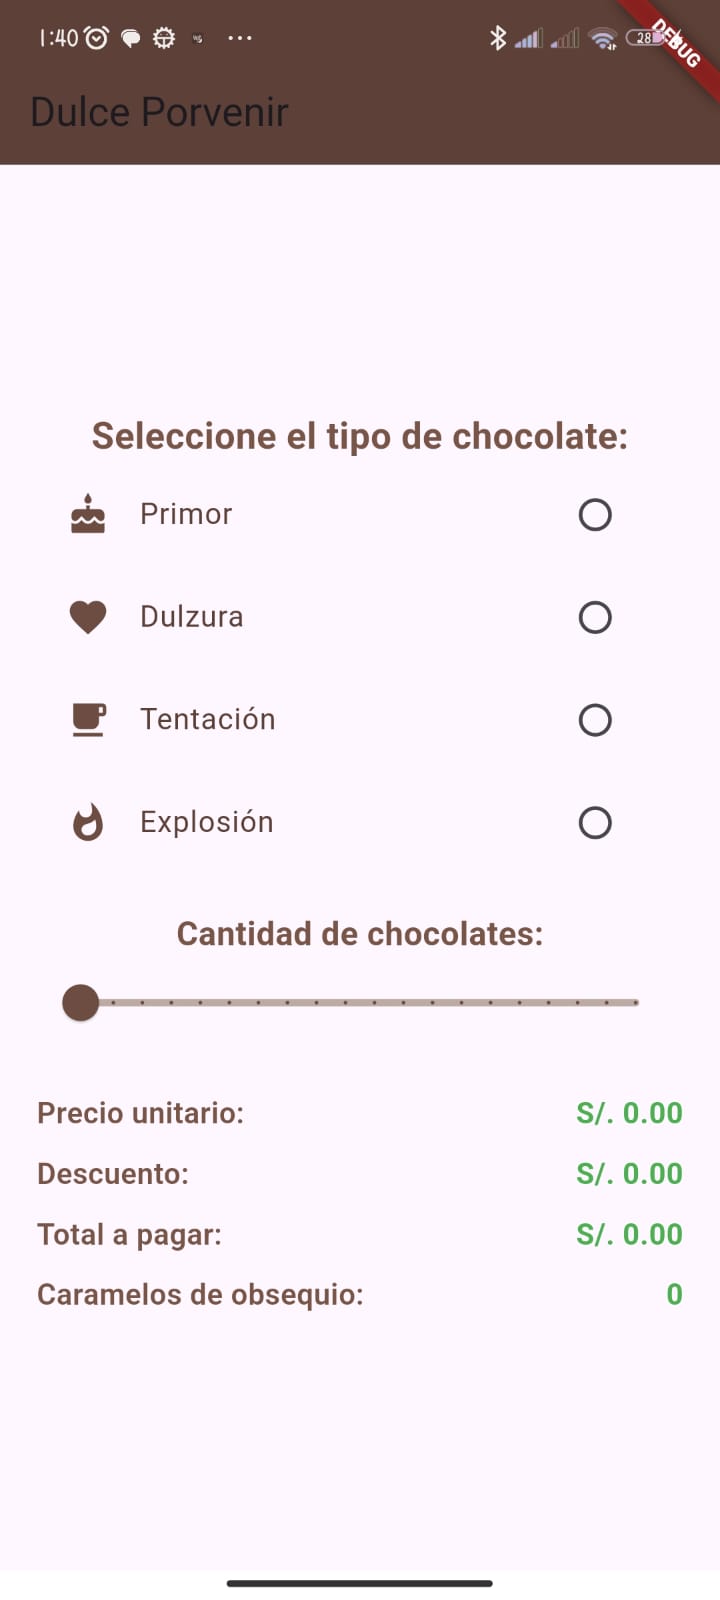 1:40
28
DEBUG
Dulce Porvenir
Seleccione el tipo de chocolate:
Primor
Dulzura
Tentación
Explosión
Cantidad de chocolates:
Precio unitario: S/. 0.00
Descuento: S/. 0.00
Total a pagar: S/. 0.00
Caramelos de obsequio: 0